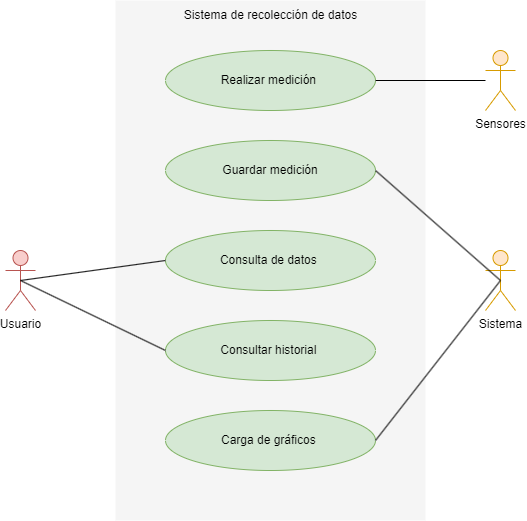 Sistema de recolección de datos
Realizar medición
Sensores
Guardar medición
Consulta de datos
Usuario
Sistema
Consultar historial
Carga de gráficos